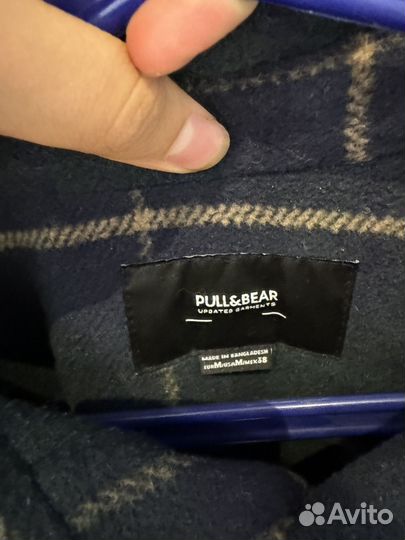 PULL&BEAR
UPDATED GARMENTS
MADE IN BANGLADESH
EUR M/USA M/MEX 38
Avito